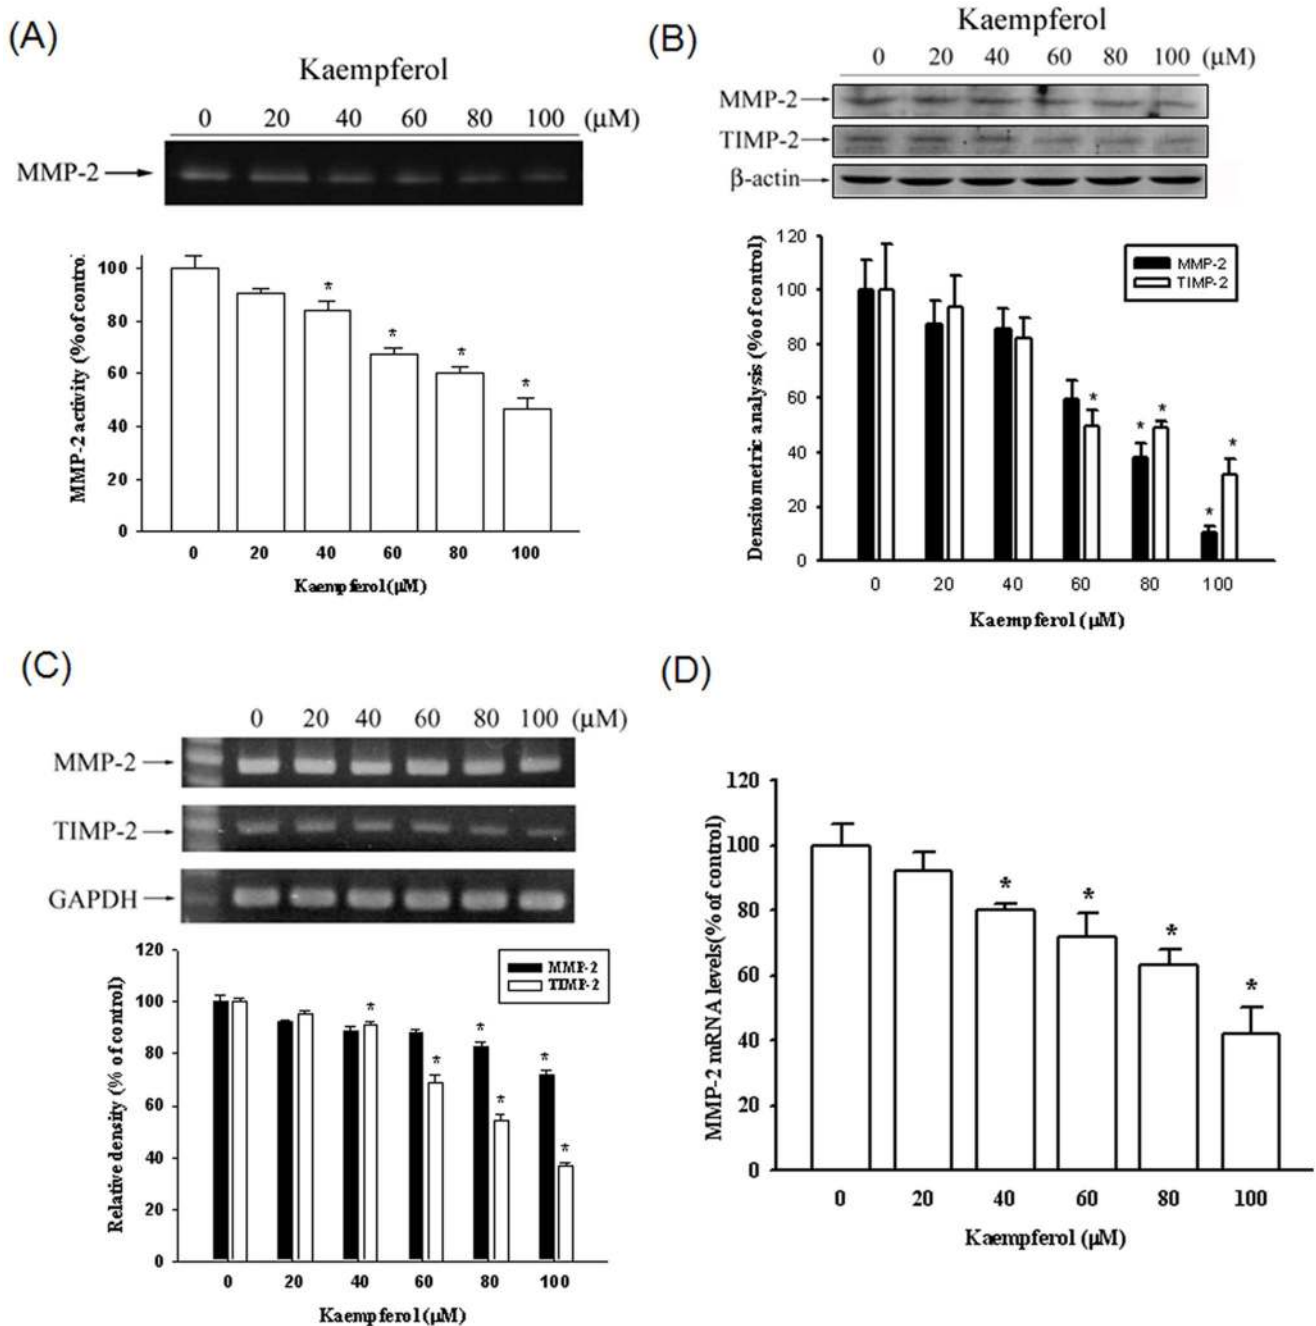 (A)
Kaempferol
0 20 40 60 80 100 (µM)
MMP-2
MMP-2 activity (% of contro
100
80
60
40
20
0
*
*
*
*
0 20 40 60 80 100
Kaempferol (µM)
(B)
Kaempferol
0 20 40 60 80 100 (µM)
MMP-2
TIMP-2
β-actin
Densitometric analysis (% of control)
120
100
80
60
40
20
0
MMP-2
TIMP-2
*
*
*
*
*
0 20 40 60 80 100
Kaempferol (µM)
(C)
0 20 40 60 80 100 (µM)
MMP-2
TIMP-2
GAPDH
Relative density (% of control)
120
100
80
60
40
20
0
MMP-2
TIMP-2
*
*
*
*
*
*
0 20 40 60 80 100
Kaempferol (µM)
(D)
MMP-2 mRNA levels(% of control)
120
100
80
60
40
20
0
*
*
*
*
0 20 40 60 80 100
Kaempferol (µM)